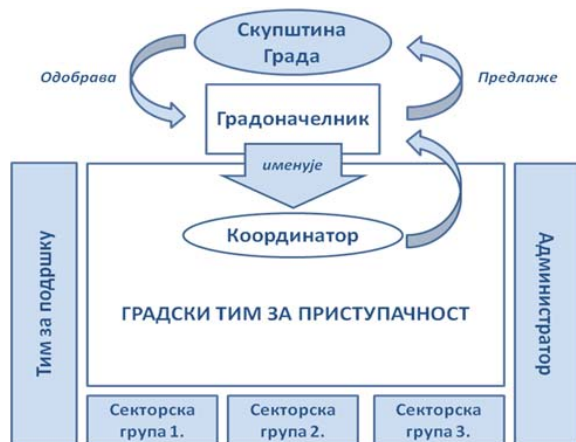 Скупштина
Града
Одобрава
Предлаже
Градоначелник
именује
Координатор
Тим за подршку
ГРАДСКИ ТИМ ЗА ПРИСТУПАЧНОСТ
Администратор
Секторска
група 1.
Секторска
група 2.
Секторска
група 3.